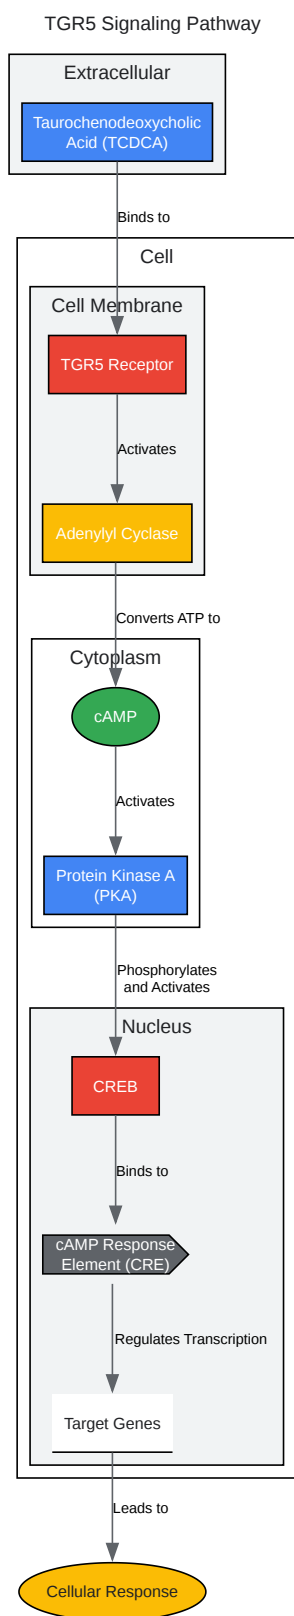 TGR5 Signaling Pathway
Extracellular
Taurochenodeoxycholic
Acid (TCDCA)
Binds to
Cell
Cell Membrane
TGR5 Receptor
Activates
Adenylyl Cyclase
Converts ATP to
Cytoplasm
cAMP
Activates
Protein Kinase A
(PKA)
Phosphorylates
and Activates
Nucleus
CREB
Binds to
cAMP Response
Element (CRE)
Regulates Transcription
Target Genes
Leads to
Cellular Response